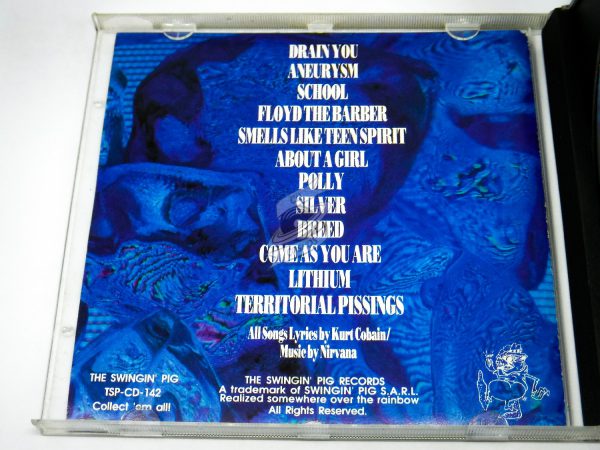 DRAIN YOU
ANEURYSM
SCHOOL
FLOYD THE BARBER
SMELLS LIKE TEEN SPIRIT
ABOUT A GIRL
POLLY
SILVER
BREED
COME AS YOU ARE
LITHIUM
TERRITORIAL PISSINGS
All Songs Lyrics by Kurt Cobain/
Music by Nirvana
THE SWINGIN' PIG
TSP-CD-142
Collect 'em all!
THE SWINGIN' PIG RECORDS
A trademark of SWINGIN' PIG S.A.R.L.
Realized somewhere over the rainbow
All Rights Reserved.